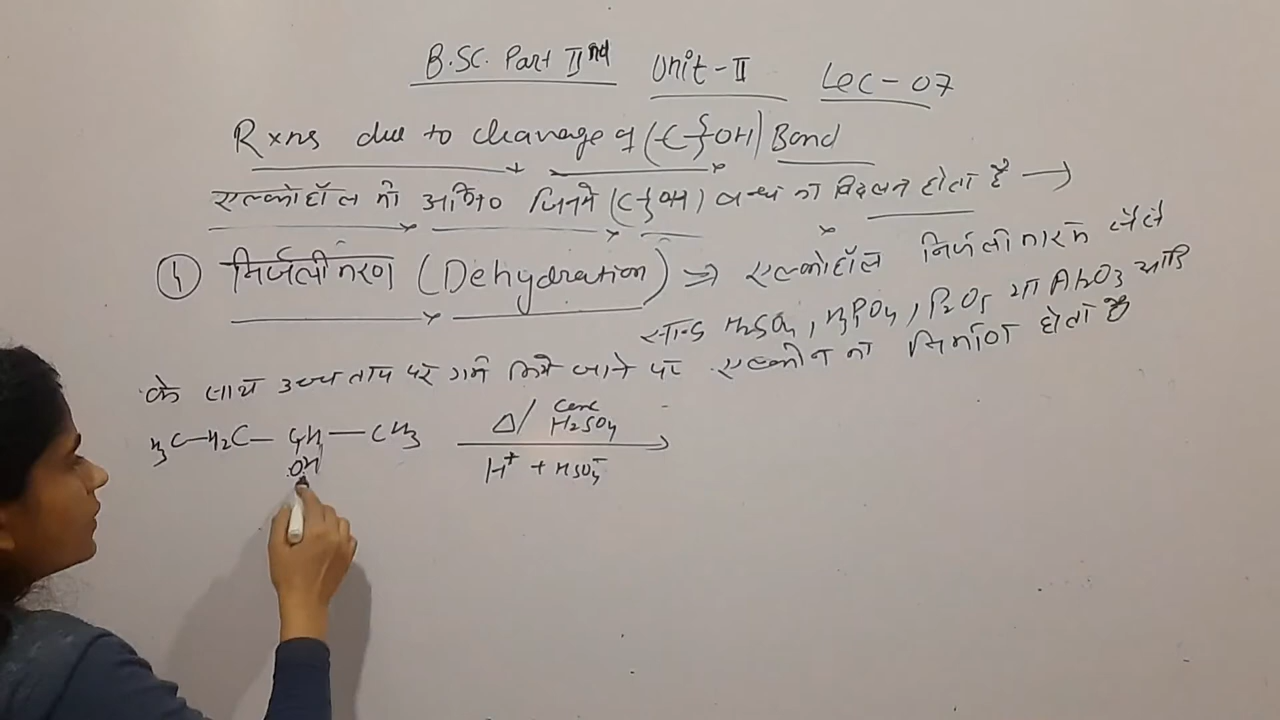 B.SC. Part IInd Unit-II Lec-07
Rxns due to cleavage of (C-}OH) Bond
एल्कोहॉल की अभि० जिनमें (C-}OH) बन्ध का विदलन होता है →
① निर्जलीकरण (Dehydration) ⇒ एल्कोहॉल निर्जलीकारक जैसे
सान्द्र H2SO4, H3PO4, P2O5 या Al2O3 आदि
के साथ उच्च ताप पर गर्म किये जाने पर एल्कीन का निर्माण होता है
H3C-H2C-CH-CH3 Δ/ Conc H2SO4
OH H+ + HSO4-